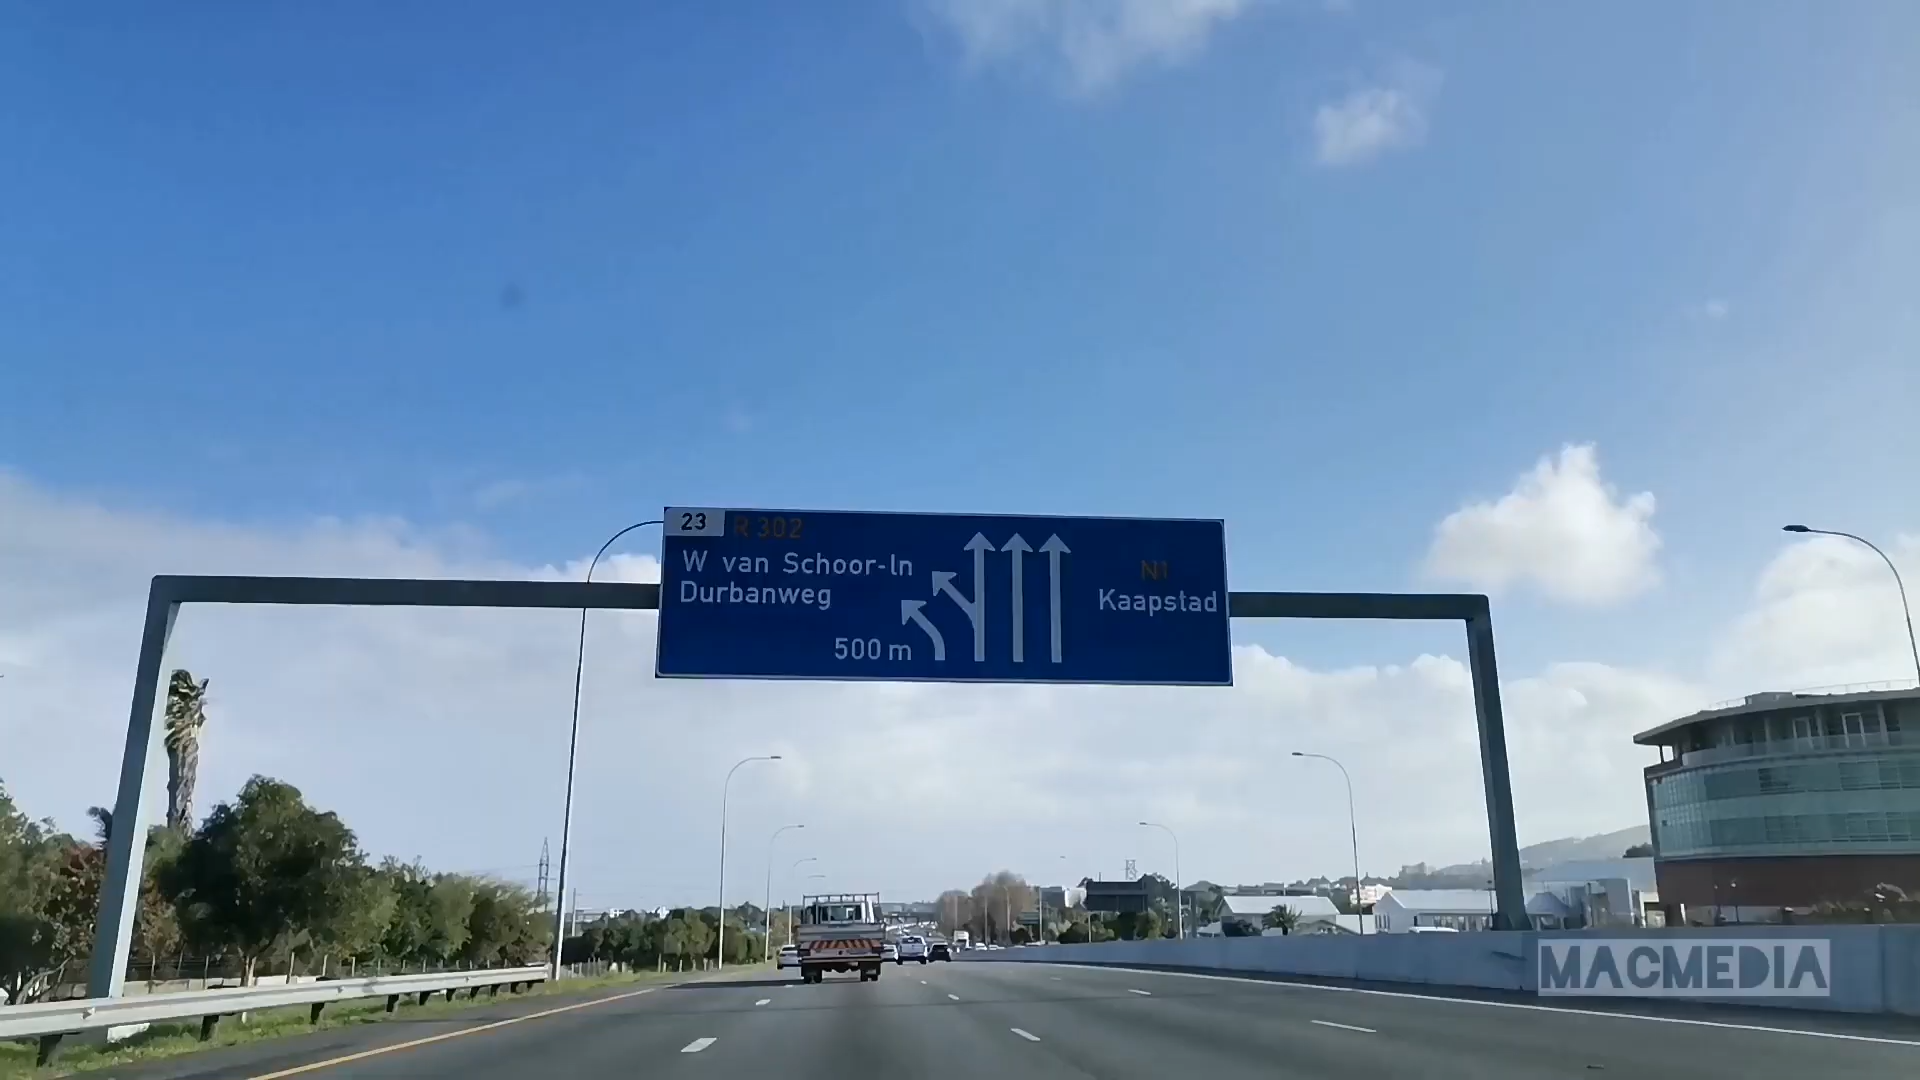 23 R 302
W van Schoor-ln
Durbanweg
500 m
N1
Kaapstad
MACMEDIA